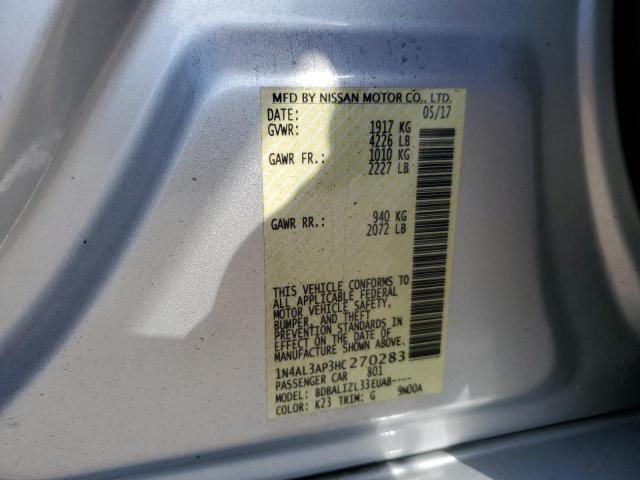 MFD BY NISSAN MOTOR CO., LTD.
DATE: 05/17
GVWR: 1917 KG
4226 LB
GAWR FR.: 1010 KG
2227 LB
GAWR RR.: 940 KG
2072 LB
THIS VEHICLE CONFORMS TO
ALL APPLICABLE FEDERAL
MOTOR VEHICLE SAFETY,
BUMPER, AND THEFT
PREVENTION STANDARDS IN
EFFECT ON THE DATE OF
MANUFACTURE SHOWN ABOVE.
1N4AL3AP3HC270283
PASSENGER CAR 801
MODEL: BDBALIZL33EUAB----
COLOR: K23 TRIM: G 9N00A